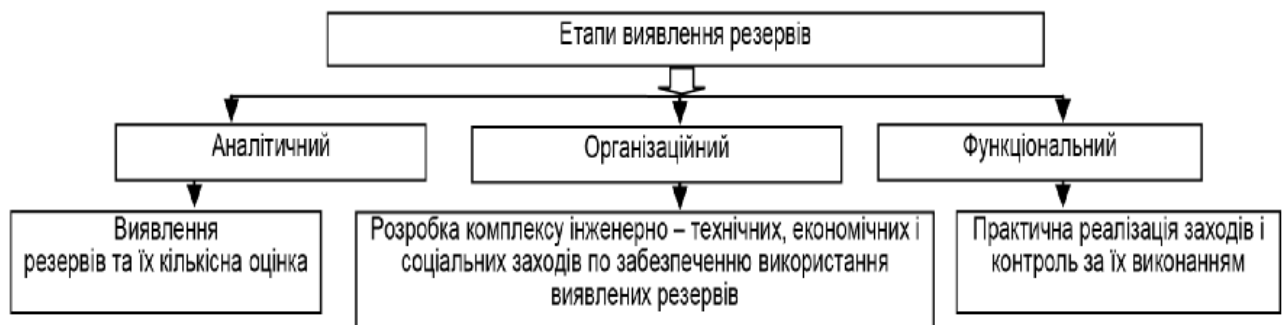 Етапи виявлення резервів
Аналітичний
Організаційний
Функціональний
Виявлення
резервів та їх кількісна оцінка
Розробка комплексу інженерно – технічних, економічних і
соціальних заходів по забезпеченню використання
виявлених резервів
Практична реалізація заходів і
контроль за їх виконанням